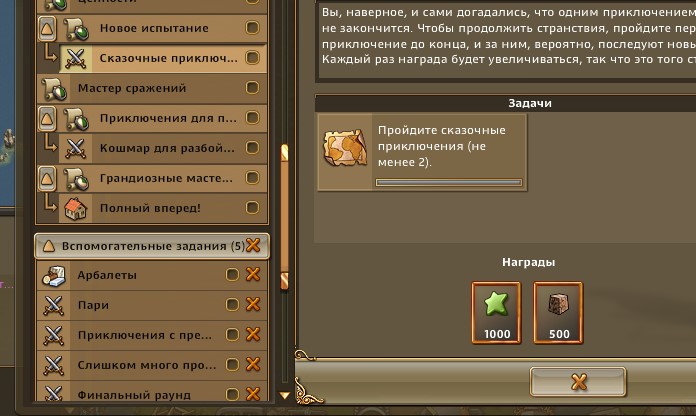 Ценности
Новое испытание
Сказочные приключ...
Мастер сражений
Приключения для п...
Кошмар для разбой...
Грандиозные масте...
Полный вперед!
Вспомогательные задания (5)
Арбалеты
Пари
Приключения с пре...
Слишком много про...
Финальный раунд
Вы, наверное, и сами догадались, что одним приключением
не закончится. Чтобы продолжить странствия, пройдите пер
приключение до конца, и за ним, вероятно, последуют новы
Каждый раз награда будет увеличиваться, так что это того ст
Задачи
Пройдите сказочные
приключения (не
менее 2).
Награды
1000
500